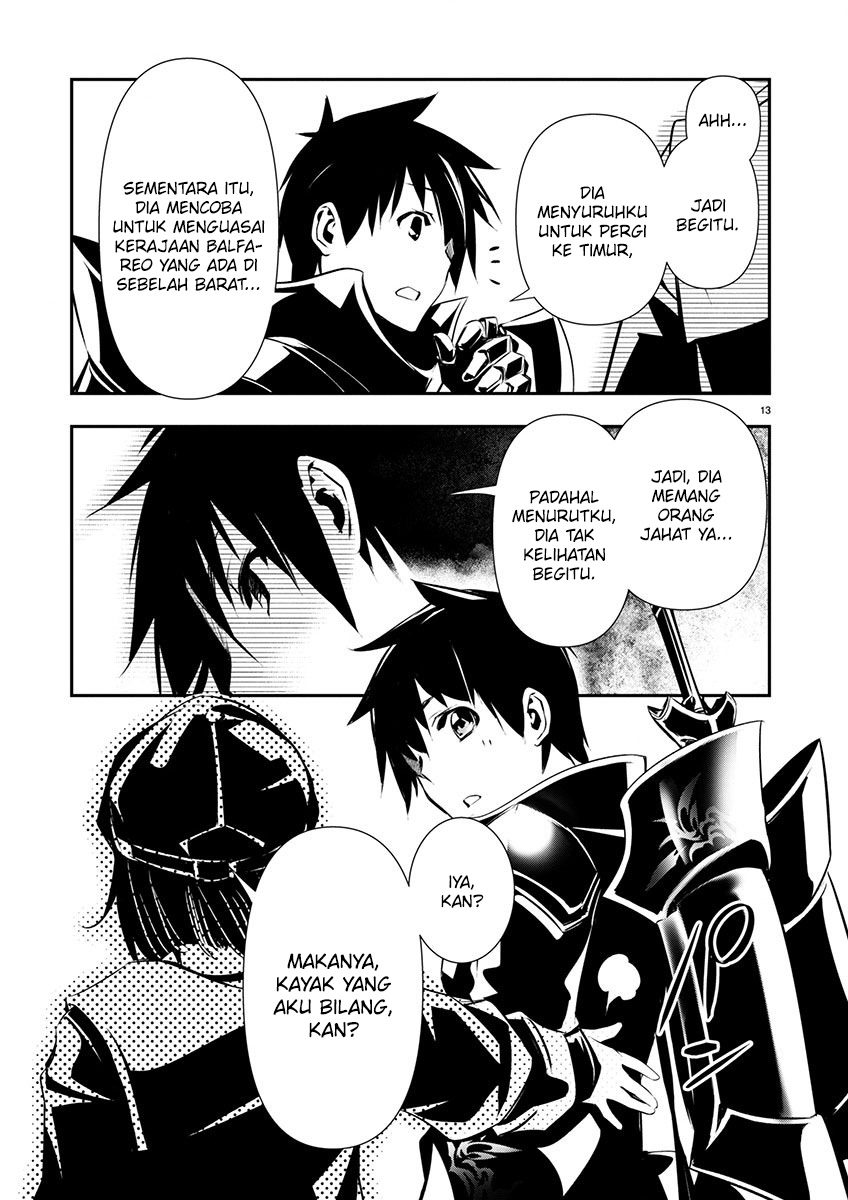 AHH...
JADI
BEGITU.
DIA
MENYURUHKU
UNTUK PERGI
KE TIMUR,
SEMENTARA ITU,
DIA MENCOBA
UNTUK MENGUASAI
KERAJAAN BALFA-
REO YANG ADA DI
SEBELAH BARAT...
13
JADI, DIA
MEMANG
ORANG
JAHAT YA...
PADAHAL
MENURUTKU,
DIA TAK
KELIHATAN
BEGITU.
IYA,
KAN?
MAKANYA,
KAYAK YANG
AKU BILANG,
KAN?